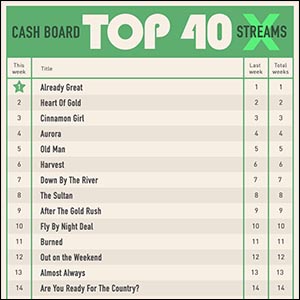 CASH BOARD TOP 40 STREAMS X
This week Title Last week Total weeks
1 Already Great 1 1
2 Heart Of Gold 2 2
3 Cinnamon Girl 3 3
4 Aurora 4 4
5 Old Man 5 5
6 Harvest 6 6
7 Down By The River 7 7
8 The Sultan 8 8
9 After The Gold Rush 9 9
10 Fly By Night Deal 10 10
11 Burned 11 11
12 Out on the Weekend 12 12
13 Almost Always 13 13
14 Are You Ready For The Country? 14 14